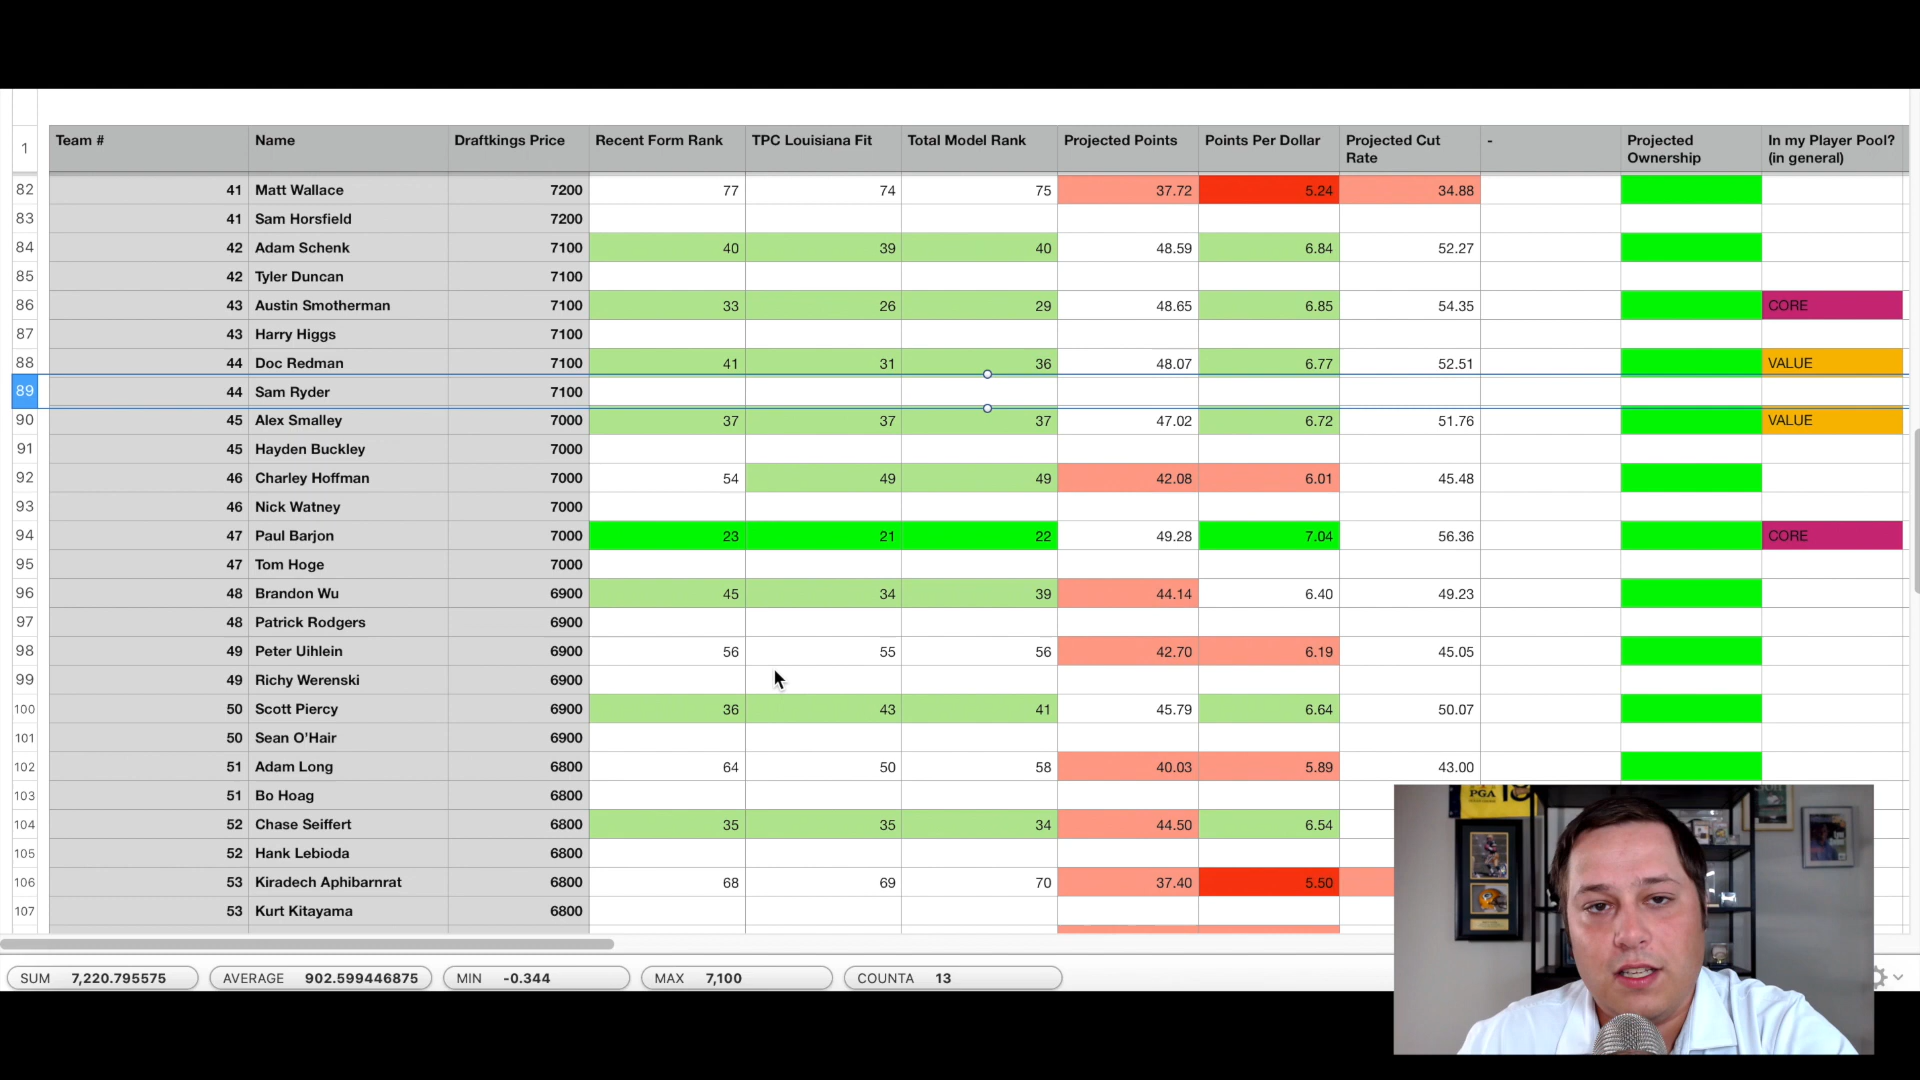 1 Team # Name Draftkings Price Recent Form Rank TPC Louisiana Fit Total Model Rank Projected Points Points Per Dollar Projected Cut Rate - Projected Ownership In my Player Pool? (in general)
82 41 Matt Wallace 7200 77 74 75 37.72 5.24 34.88
83 41 Sam Horsfield 7200
84 42 Adam Schenk 7100 40 39 40 48.59 6.84 52.27
85 42 Tyler Duncan 7100
86 43 Austin Smotherman 7100 33 26 29 48.65 6.85 54.35 CORE
87 43 Harry Higgs 7100
88 44 Doc Redman 7100 41 31 36 48.07 6.77 52.51 VALUE
89 44 Sam Ryder 7100
90 45 Alex Smalley 7000 37 37 37 47.02 6.72 51.76 VALUE
91 45 Hayden Buckley 7000
92 46 Charley Hoffman 7000 54 49 49 42.08 6.01 45.48
93 46 Nick Watney 7000
94 47 Paul Barjon 7000 23 21 22 49.28 7.04 56.36 CORE
95 47 Tom Hoge 7000
96 48 Brandon Wu 6900 45 34 39 44.14 6.40 49.23
97 48 Patrick Rodgers 6900
98 49 Peter Uihlein 6900 56 55 56 42.70 6.19 45.05
99 49 Richy Werenski 6900
100 50 Scott Piercy 6900 36 43 41 45.79 6.64 50.07
101 50 Sean O'Hair 6900
102 51 Adam Long 6800 64 50 58 40.03 5.89 43.00
103 51 Bo Hoag 6800
104 52 Chase Seiffert 6800 35 35 34 44.50 6.54
105 52 Hank Lebioda 6800
106 53 Kiradech Aphibarnrat 6800 68 69 70 37.40 5.50
107 53 Kurt Kitayama 6800
PGA
SUM 7,220.795575 AVERAGE 902.599446875 MIN -0.344 MAX 7,100 COUNTA 13